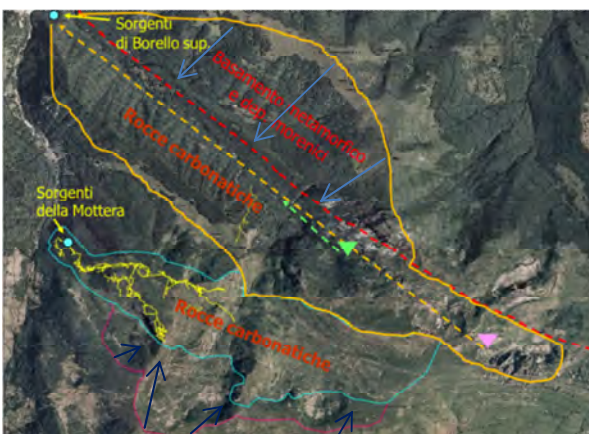 Sorgenti
di Borello sup.
Basamento metamorfico
e dep. morenici
Rocce carbonatiche
Sorgenti
della Mottera
Rocce carbonatiche